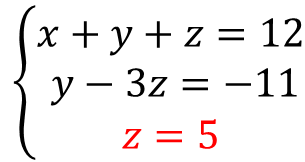 x + y + z = 12
y − 3z = −11
z = 5